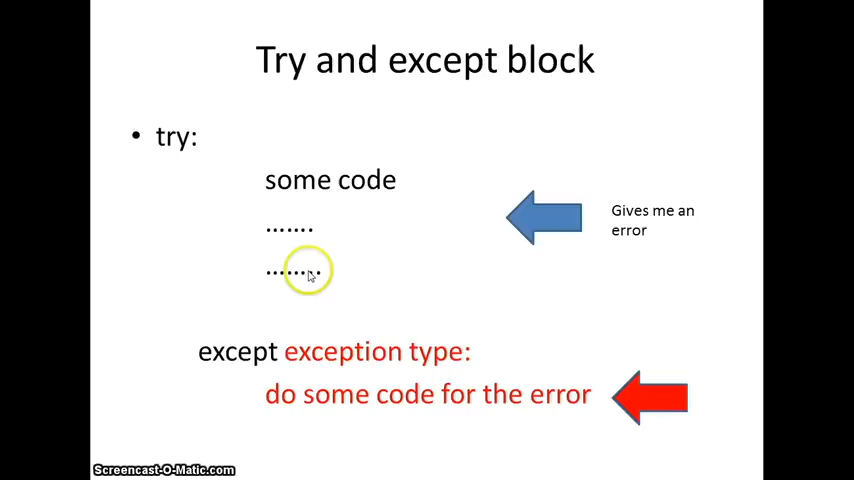 Try and except block
• try:
some code
.......
........
Gives me an
error
except exception type:
do some code for the error
Screencast-O-Matic.com